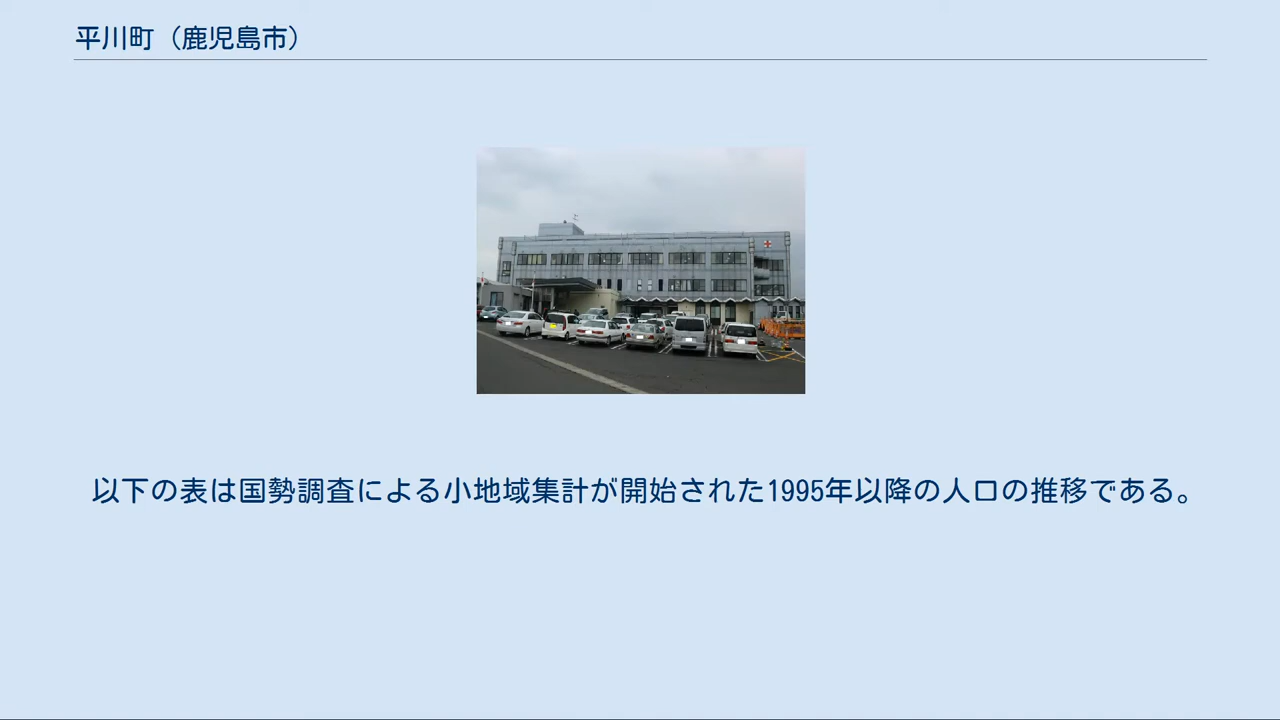 平川町（鹿児島市）
以下の表は国勢調査による小地域集計が開始された1995年以降の人口の推移である。